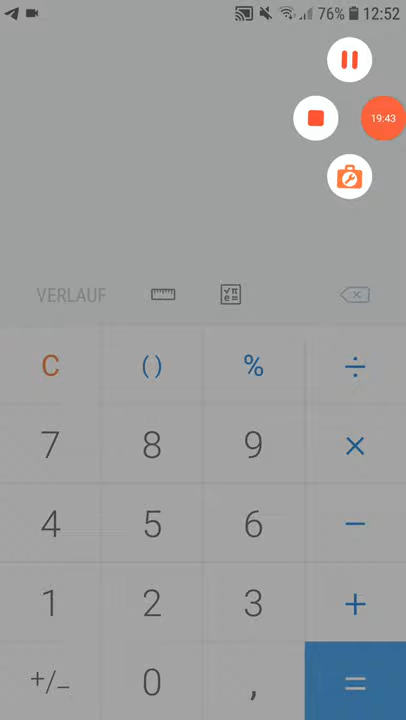 76% 12:52
19:43
VERLAUF
√π
e=
C ( ) % ÷
7 8 9 ×
4 5 6 −
1 2 3 +
+/− 0 , =